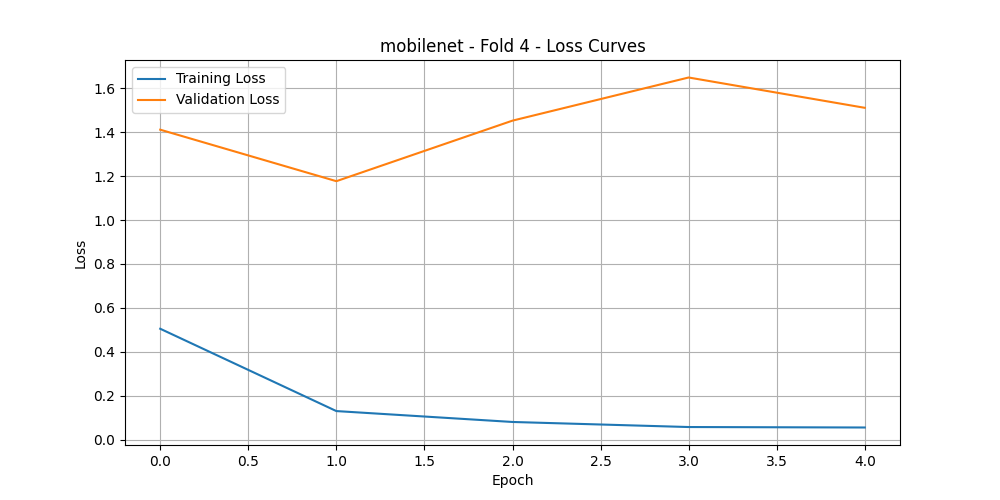 mobilenet - Fold 4 - Loss Curves
Training Loss
Validation Loss
1.6
1.4
1.2
1.0
0.8
0.6
0.4
0.2
0.0
Loss
0.0 0.5 1.0 1.5 2.0 2.5 3.0 3.5 4.0
Epoch